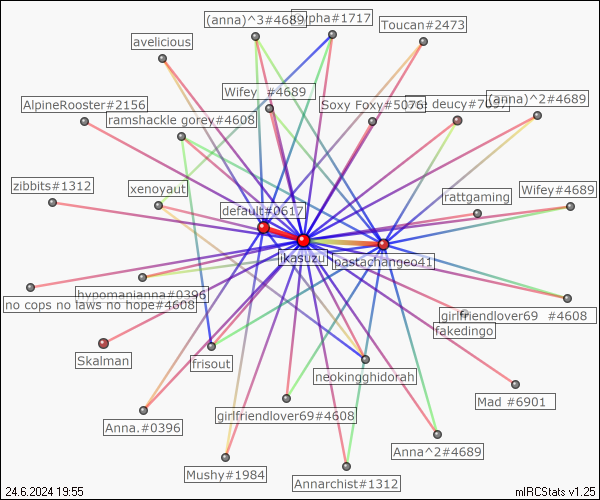 (anna)^3#4689
pha#1717
Toucan#2473
avelicious
Wifey #4689
Soxy Foxy#5076
deucy#7091
(anna)^2#4689
AlpineRooster#2156
ramshackle gorey#4608
zibbits#1312
xenoyaut
rattgaming
Wifey#4689
default#0617
jikasuzu
pastachangeo41
hypomanianna#0396
no cops no laws no hope#4608
girlfriendlover69 #4608
fakedingo
Skalman
frisout
neokingghidorah
Mad #6901
girlfriendlover69#4608
Anna.#0396
Anna^2#4689
Mushy#1984
Annarchist#1312
24.6.2024 19:55
mIRCStats v1.25